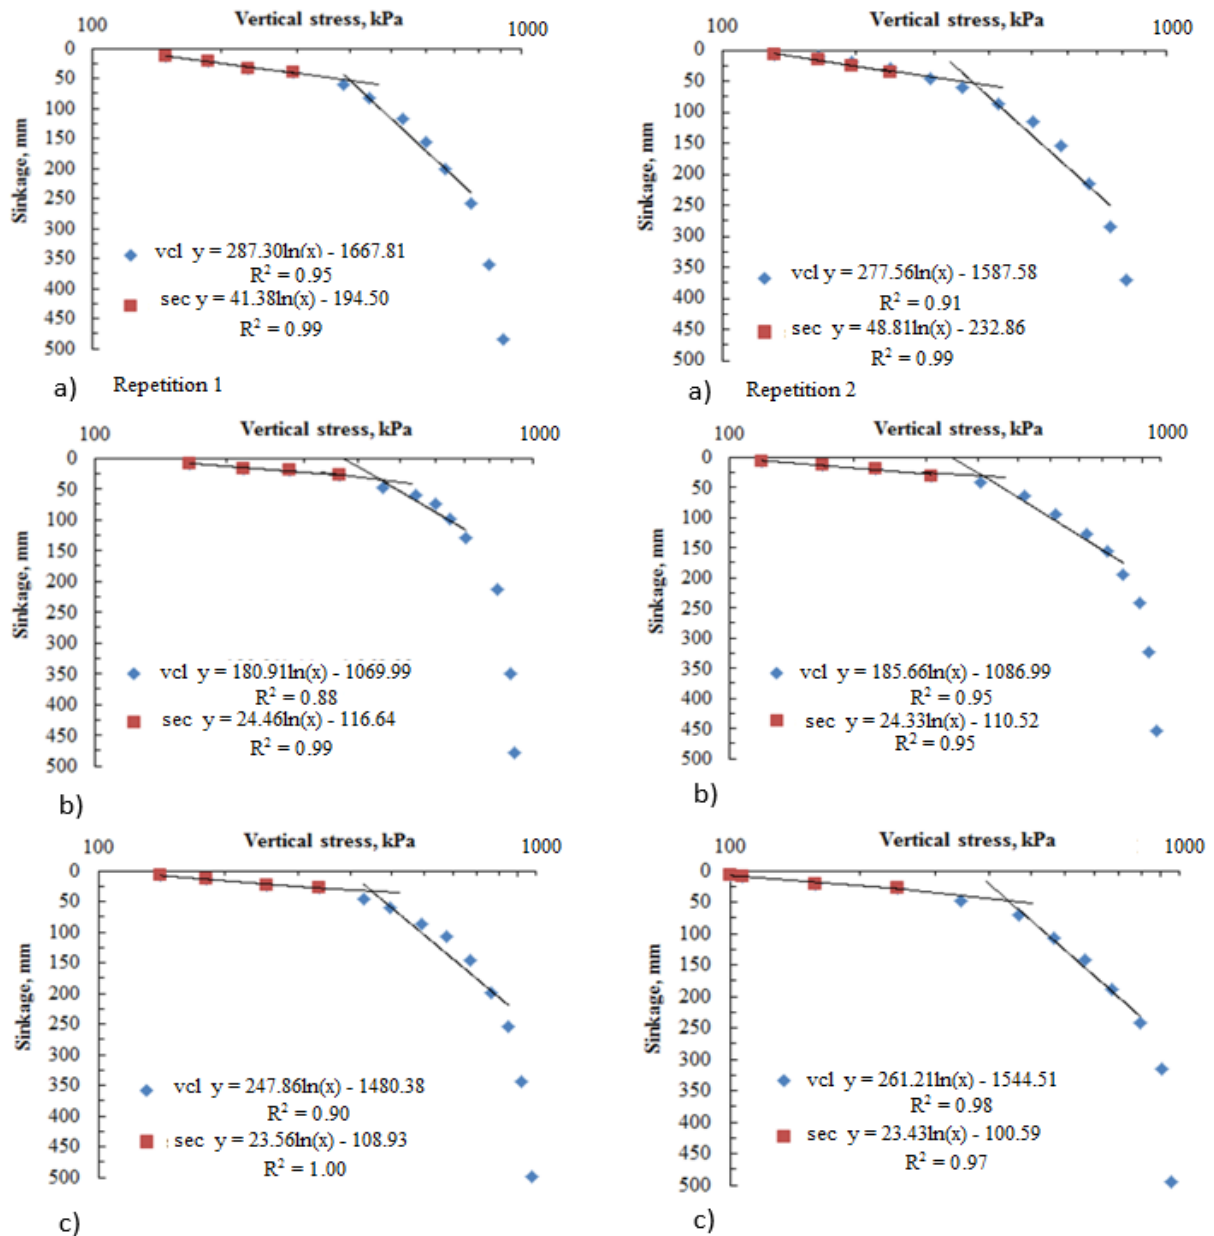 Vertical stress, kPa
100
1000
0
50
100
150
200
250
300
350
400
450
500
Sinkage, mm
vcl y = 287.30ln(x) - 1667.81
R² = 0.95
sec y = 41.38ln(x) - 194.50
R² = 0.99
a) Repetition 1
Vertical stress, kPa
100
1000
0
50
100
150
200
250
300
350
400
450
500
Sinkage, mm
vcl y = 277.56ln(x) - 1587.58
R² = 0.91
sec y = 48.81ln(x) - 232.86
R² = 0.99
a) Repetition 2
100
Vertical stress, kPa
1000
0
50
100
150
200
250
300
350
400
450
500
Sinkage, mm
vcl y = 180.91ln(x) - 1069.99
R² = 0.88
sec y = 24.46ln(x) - 116.64
R² = 0.99
b)
100
Vertical stress, kPa
1000
0
50
100
150
200
250
300
350
400
450
500
Sinkage, mm
vcl y = 185.66ln(x) - 1086.99
R² = 0.95
sec y = 24.33ln(x) - 110.52
R² = 0.95
b)
100
Vertical stress, kPa
1000
0
50
100
150
200
250
300
350
400
450
500
Sinkage, mm
vcl y = 247.86ln(x) - 1480.38
R² = 0.90
sec y = 23.56ln(x) - 108.93
R² = 1.00
c)
100
Vertical stress, kPa
1000
0
50
100
150
200
250
300
350
400
450
500
Sinkage, mm
vcl y = 261.21ln(x) - 1544.51
R² = 0.98
sec y = 23.43ln(x) - 100.59
R² = 0.97
c)